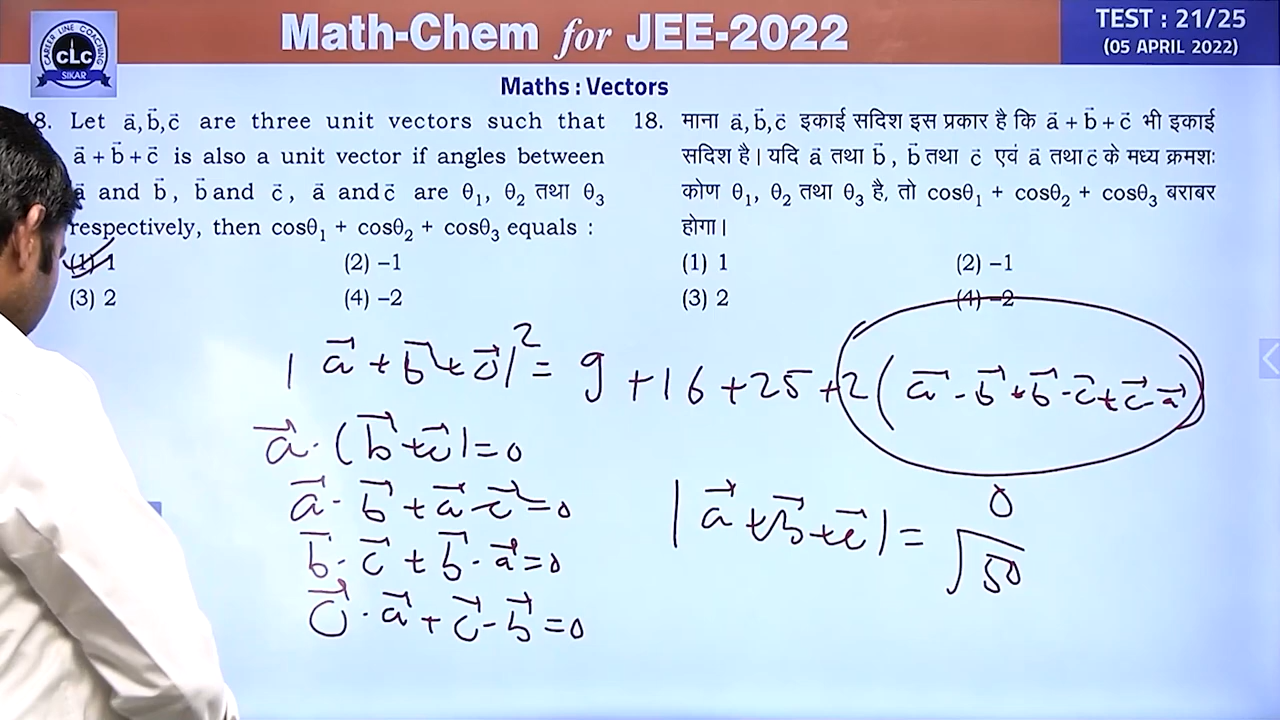 CAREER LINE COACHING
CLC
SIKAR
Math-Chem for JEE-2022
TEST : 21/25
(05 APRIL 2022)
Maths : Vectors
18. Let a⃗, b⃗, c⃗ are three unit vectors such that
a⃗ + b⃗ + c⃗ is also a unit vector if angles between
a⃗ and b⃗ , b⃗ and c⃗ , a⃗ and c⃗ are θ₁, θ₂ तथा θ₃
respectively, then cosθ₁ + cosθ₂ + cosθ₃ equals :
(1) 1 (2) −1
(3) 2 (4) −2
18. माना a⃗, b⃗, c⃗ इकाई सदिश इस प्रकार है कि a⃗ + b⃗ + c⃗ भी इकाई
सदिश है। यदि a⃗ तथा b⃗ , b⃗ तथा c⃗ एवं a⃗ तथा c⃗ के मध्य क्रमशः
कोण θ₁, θ₂ तथा θ₃ है, तो cosθ₁ + cosθ₂ + cosθ₃ बराबर
होगा।
(1) 1 (2) −1
(3) 2 (4) −2
|a⃗ + b⃗ + c⃗|² = 9 + 16 + 25 + 2(a⃗ · b⃗ + b⃗ · c⃗ + c⃗ · a⃗)
0
a⃗ · (b⃗ + c⃗) = 0
a⃗ · b⃗ + a⃗ · c⃗ = 0
b⃗ · c⃗ + b⃗ · a⃗ = 0
c⃗ · a⃗ + c⃗ · b⃗ = 0
|a⃗ + b⃗ + c⃗| = √50